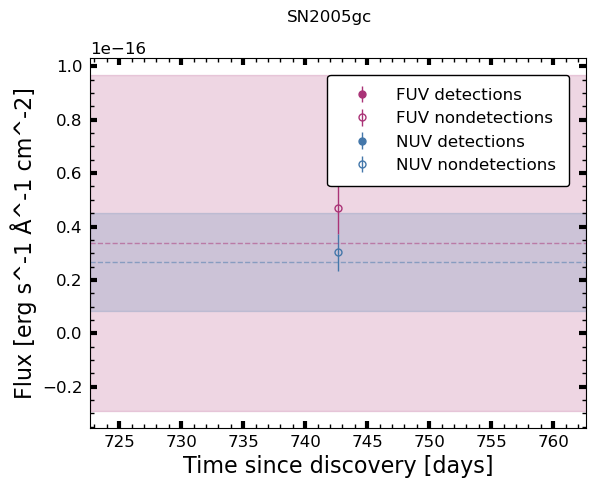 SN2005gc
1e−16
1.0
0.8
0.6
0.4
0.2
0.0
−0.2
Flux [erg s^-1 Å^-1 cm^-2]
FUV detections
FUV nondetections
NUV detections
NUV nondetections
725 730 735 740 745 750 755 760
Time since discovery [days]